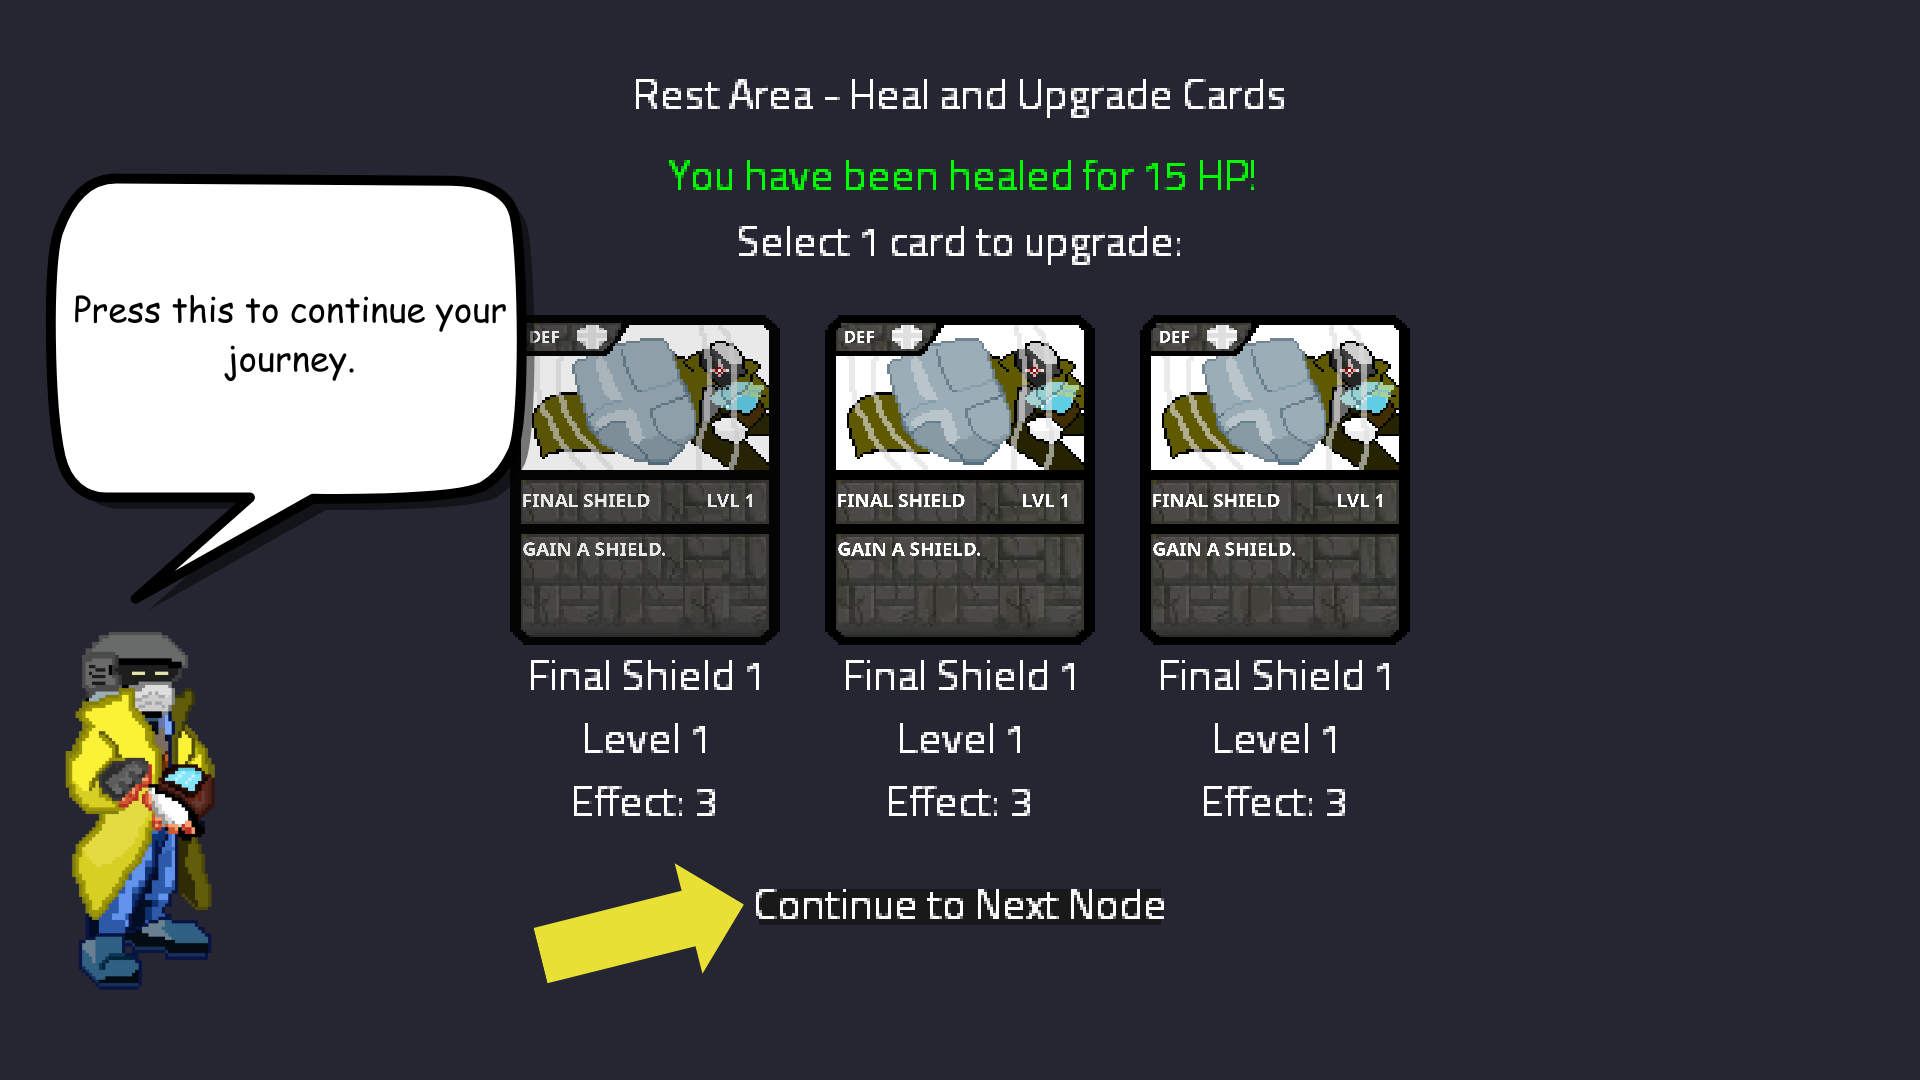 Rest Area - Heal and Upgrade Cards
You have been healed for 15 HP!
Select 1 card to upgrade:
Press this to continue your
journey.
DEF
FINAL SHIELD LVL 1
GAIN A SHIELD.
Final Shield 1
Level 1
Effect: 3
DEF
FINAL SHIELD LVL 1
GAIN A SHIELD.
Final Shield 1
Level 1
Effect: 3
DEF
FINAL SHIELD LVL 1
GAIN A SHIELD.
Final Shield 1
Level 1
Effect: 3
Continue to Next Node